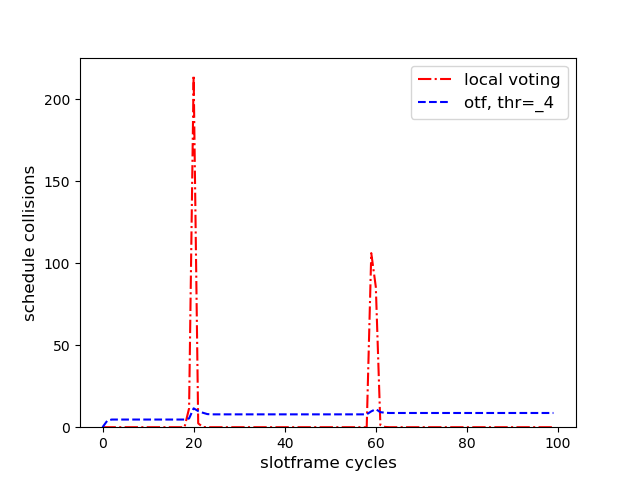 local voting
otf, thr=_4
schedule collisions
200
150
100
50
0
0 20 40 60 80 100
slotframe cycles